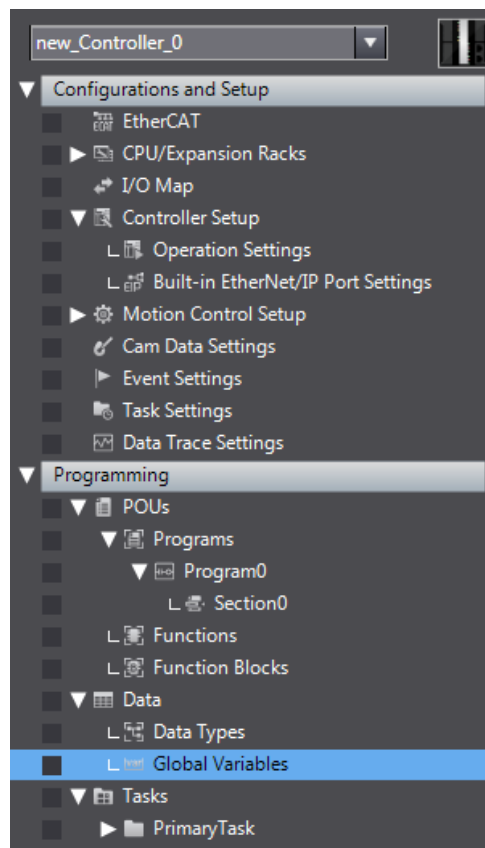 new_Controller_0
Configurations and Setup
EtherCAT
CPU/Expansion Racks
I/O Map
Controller Setup
Operation Settings
Built-in EtherNet/IP Port Settings
Motion Control Setup
Cam Data Settings
Event Settings
Task Settings
Data Trace Settings
Programming
POUs
Programs
Program0
Section0
Functions
Function Blocks
Data
Data Types
Global Variables
Tasks
PrimaryTask